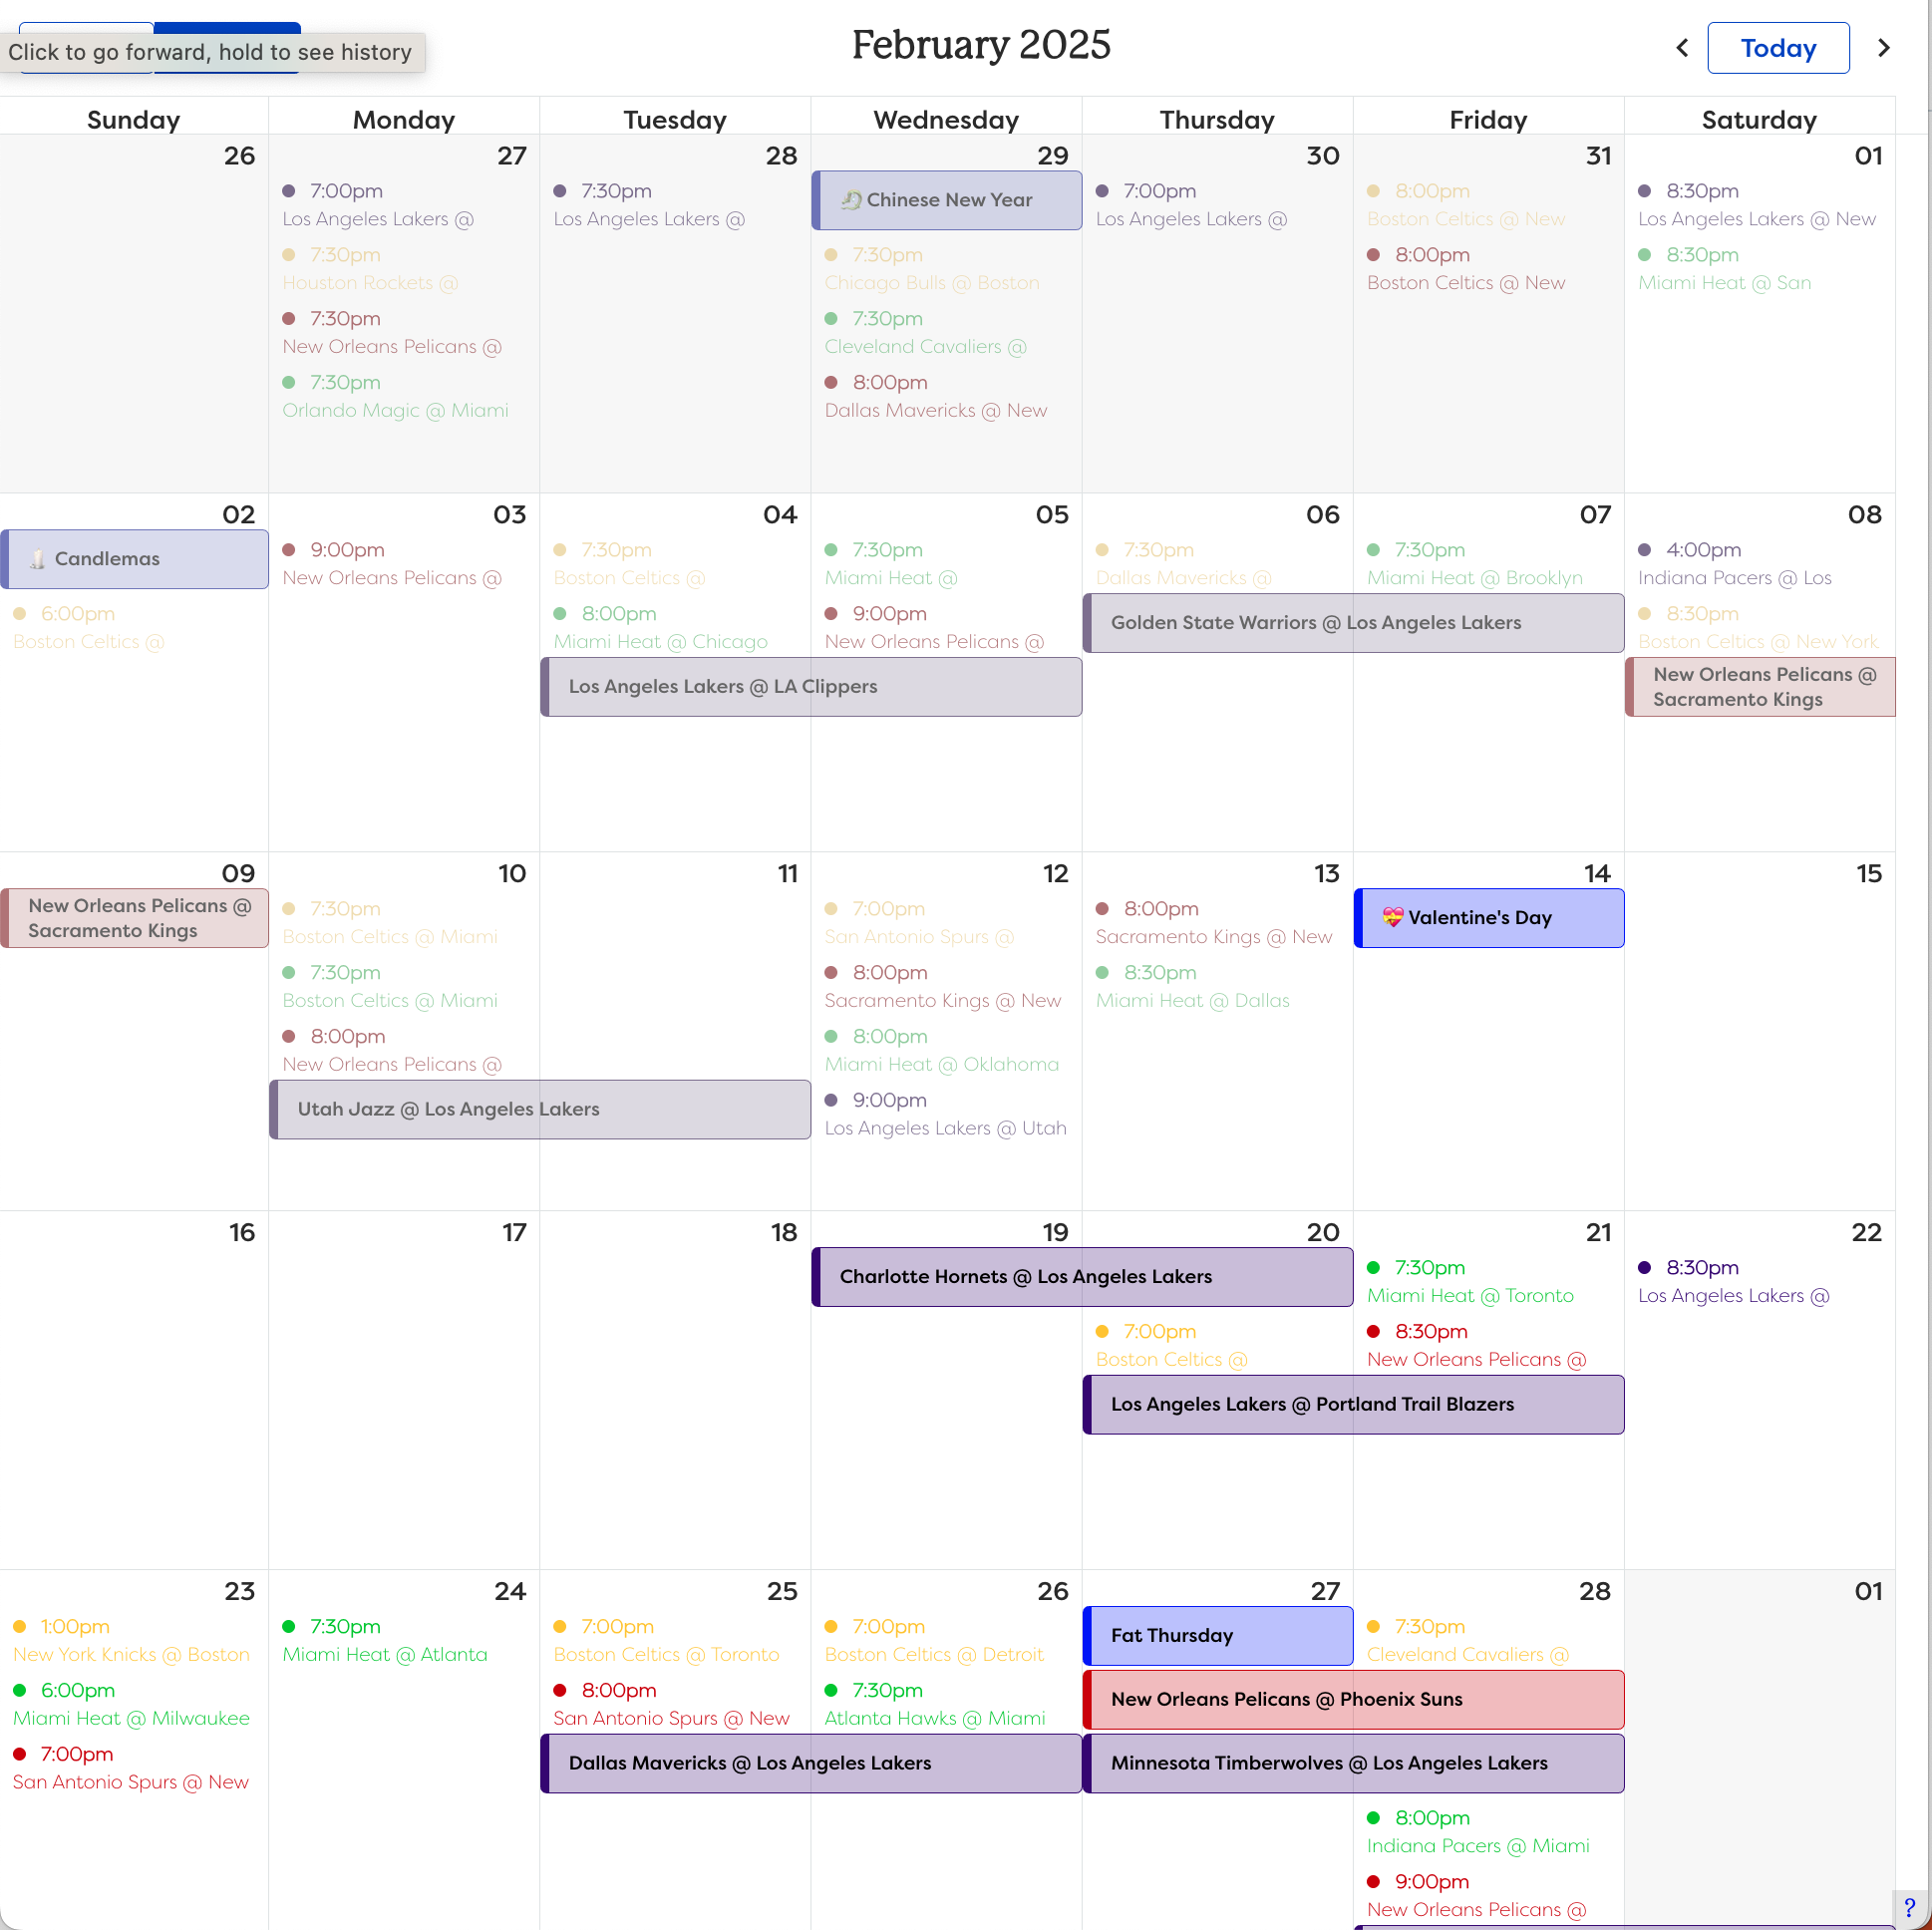 Click to go forward, hold to see history
February 2025
Today
Sunday
Monday
Tuesday
Wednesday
Thursday
Friday
Saturday
26
27
7:00pm
Los Angeles Lakers @
7:30pm
Houston Rockets @
7:30pm
New Orleans Pelicans @
7:30pm
Orlando Magic @ Miami
28
7:30pm
Los Angeles Lakers @
29
Chinese New Year
7:30pm
Chicago Bulls @ Boston
7:30pm
Cleveland Cavaliers @
8:00pm
Dallas Mavericks @ New
30
7:00pm
Los Angeles Lakers @
31
8:00pm
Boston Celtics @ New
8:00pm
Boston Celtics @ New
01
8:30pm
Los Angeles Lakers @ New
8:30pm
Miami Heat @ San
02
Candlemas
6:00pm
Boston Celtics @
03
9:00pm
New Orleans Pelicans @
04
7:30pm
Boston Celtics @
8:00pm
Miami Heat @ Chicago
Los Angeles Lakers @ LA Clippers
05
7:30pm
Miami Heat @
9:00pm
New Orleans Pelicans @
06
7:30pm
Dallas Mavericks @
Golden State Warriors @ Los Angeles Lakers
07
7:30pm
Miami Heat @ Brooklyn
08
4:00pm
Indiana Pacers @ Los
8:30pm
Boston Celtics @ New York
New Orleans Pelicans @
Sacramento Kings
09
New Orleans Pelicans @
Sacramento Kings
10
7:30pm
Boston Celtics @ Miami
7:30pm
Boston Celtics @ Miami
8:00pm
New Orleans Pelicans @
Utah Jazz @ Los Angeles Lakers
11
12
7:00pm
San Antonio Spurs @
8:00pm
Sacramento Kings @ New
8:00pm
Miami Heat @ Oklahoma
9:00pm
Los Angeles Lakers @ Utah
13
8:00pm
Sacramento Kings @ New
8:30pm
Miami Heat @ Dallas
14
Valentine's Day
15
16
17
18
19
Charlotte Hornets @ Los Angeles Lakers
20
7:00pm
Boston Celtics @
Los Angeles Lakers @ Portland Trail Blazers
21
7:30pm
Miami Heat @ Toronto
8:30pm
New Orleans Pelicans @
22
8:30pm
Los Angeles Lakers @
23
1:00pm
New York Knicks @ Boston
6:00pm
Miami Heat @ Milwaukee
7:00pm
San Antonio Spurs @ New
24
7:30pm
Miami Heat @ Atlanta
25
7:00pm
Boston Celtics @ Toronto
8:00pm
San Antonio Spurs @ New
Dallas Mavericks @ Los Angeles Lakers
26
7:00pm
Boston Celtics @ Detroit
7:30pm
Atlanta Hawks @ Miami
27
Fat Thursday
New Orleans Pelicans @ Phoenix Suns
Minnesota Timberwolves @ Los Angeles Lakers
28
7:30pm
Cleveland Cavaliers @
8:00pm
Indiana Pacers @ Miami
9:00pm
New Orleans Pelicans @
01
?